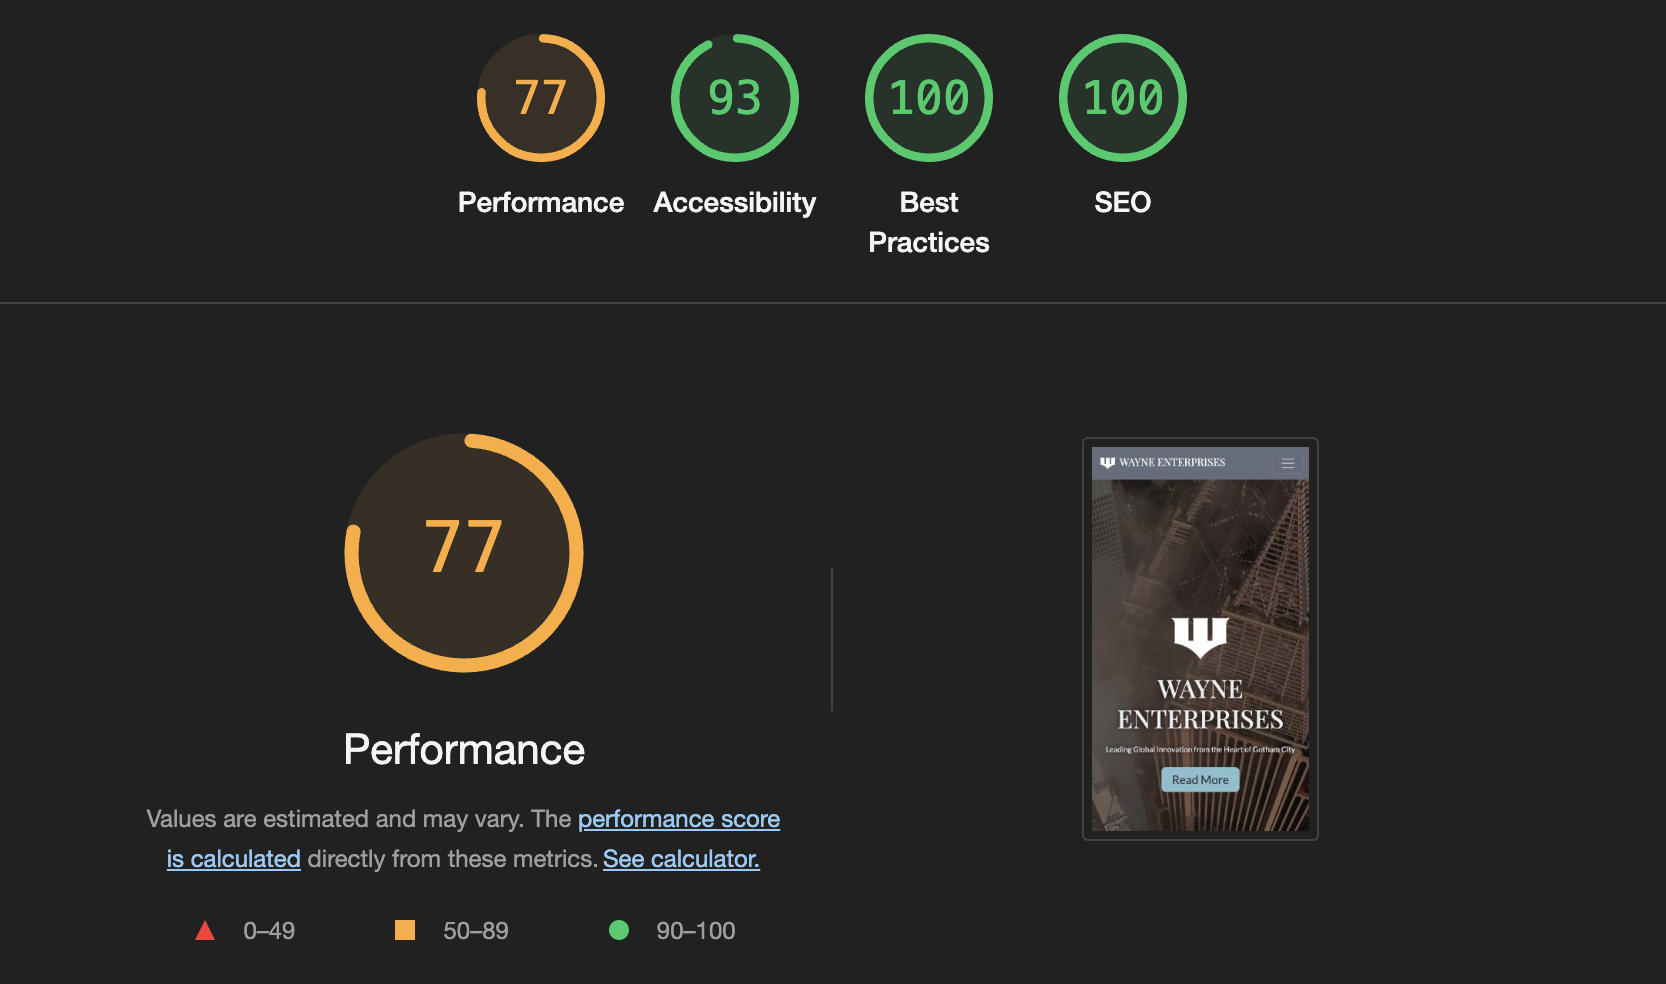 77
93
100
100
Performance
Accessibility
Best
Practices
SEO
77
Performance
Values are estimated and may vary. The performance score
is calculated directly from these metrics. See calculator.
0–49
50–89
90–100
WAYNE ENTERPRISES
WAYNE
ENTERPRISES
Leading Global Innovation from the Heart of Gotham City
Read More